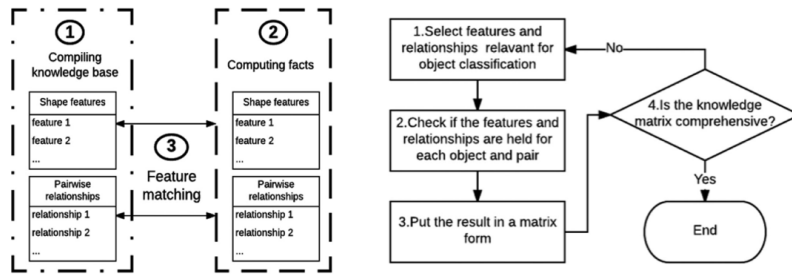 1
Compiling
knowledge base
Shape features
feature 1
feature 2
...
Pairwise
relationships
relationship 1
relationship 2
...
3
Feature
matching
2
Computing facts
Shape features
feature 1
feature 2
...
Pairwise
relationships
relationship 1
relationship 2
...
1.Select features and
relationships relavant for
object classification
2.Check if the features and
relationships are held for
each object and pair
3.Put the result in a matrix
form
No
4.Is the knowledge
matrix comprehensive?
Yes
End